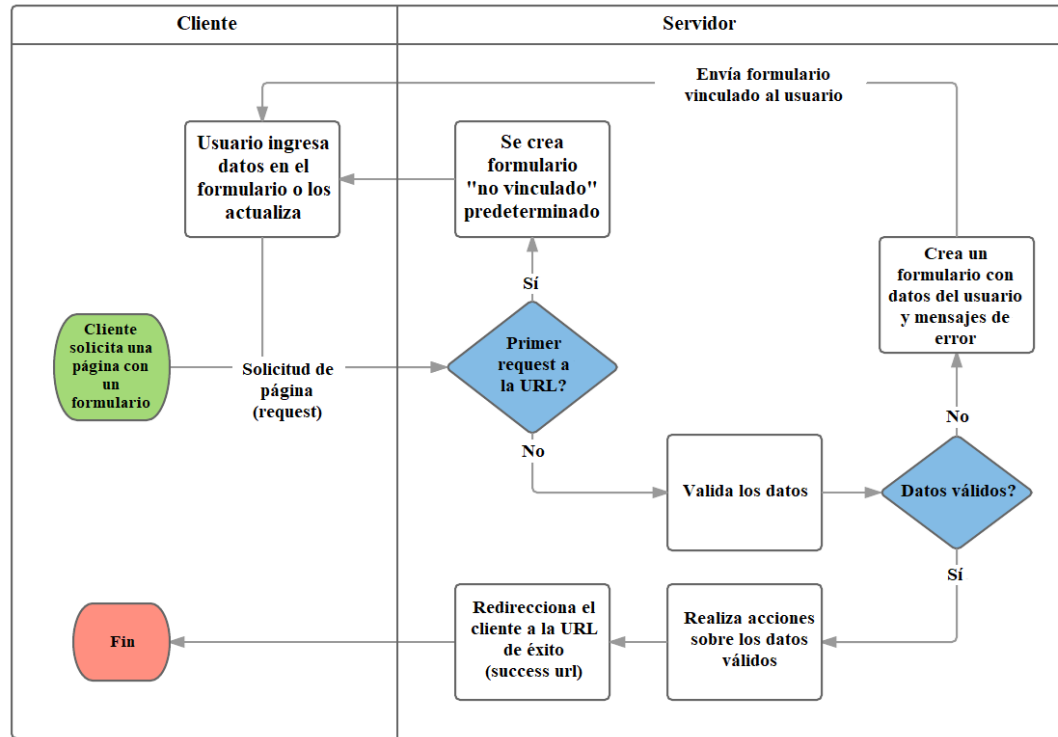 Cliente
Servidor
Envía formulario
vinculado al usuario
Usuario ingresa
datos en el
formulario o los
actualiza
Se crea
formulario
"no vinculado"
predeterminado
Crea un
formulario con
datos del usuario
y mensajes de
error
Sí
Cliente
solicita una
página con
un
formulario
Solicitud de
página
(request)
Primer
request a
la URL?
No
No
Valida los datos
Datos válidos?
Sí
Fin
Redirecciona el
cliente a la URL
de éxito
(success url)
Realiza acciones
sobre los datos
válidos